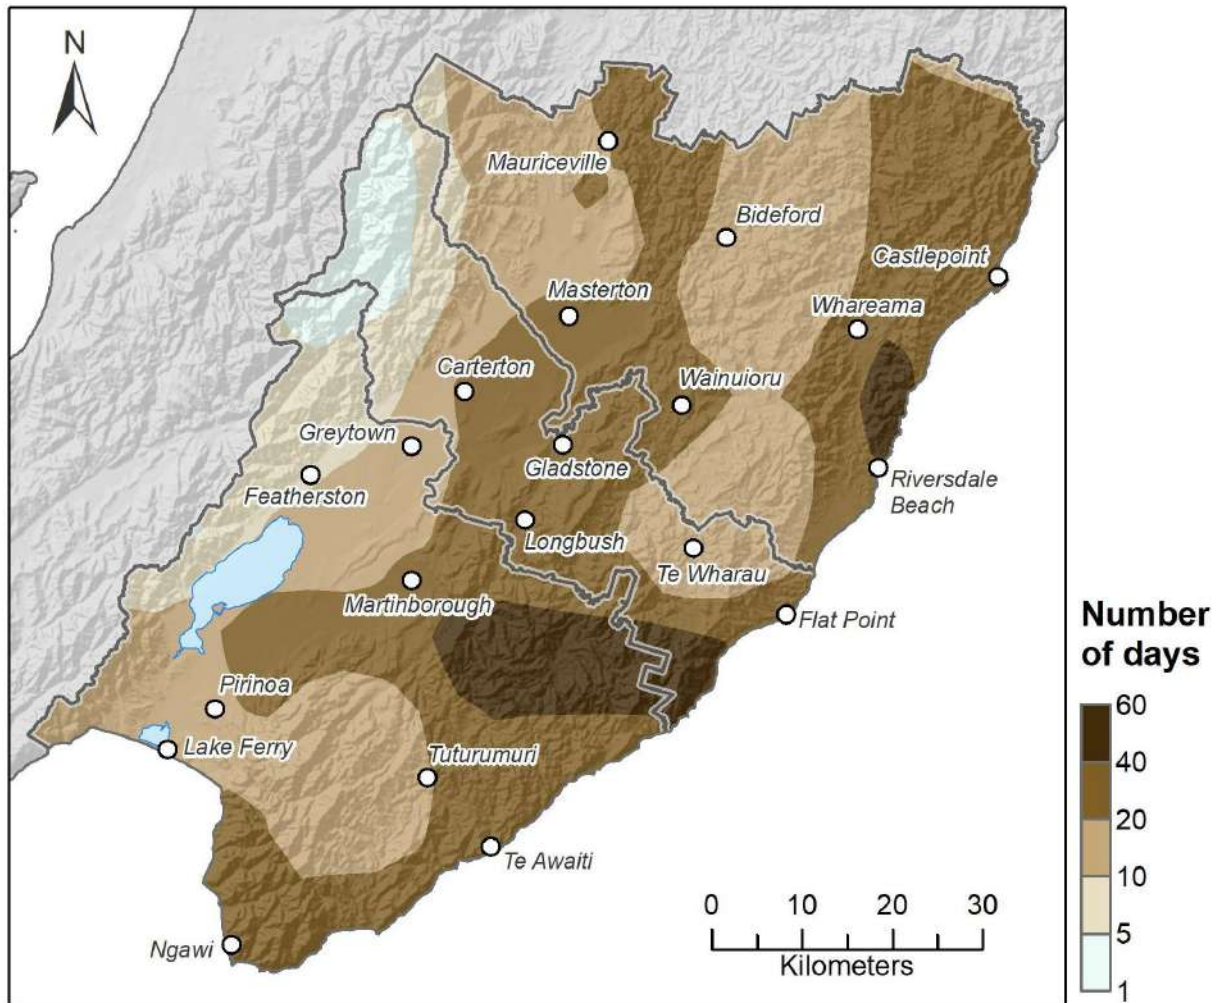 N
Mauriceville
Bideford
Castlepoint
Masterton
Whareama
Carterton
Wainuioru
Greytown
Gladstone
Featherston
Riversdale
Beach
Longbush
Te Wharau
Martinborough
Flat Point
Pirinoa
Lake Ferry
Tuturumuri
Te Awaiti
Ngawi
0 10 20 30
Kilometers
Number
of days
60
40
20
10
5
1